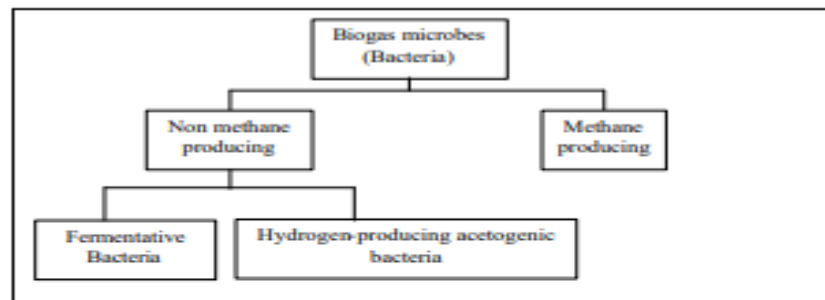 Biogas microbes
(Bacteria)
Non methane
producing
Methane
producing
Fermentative
Bacteria
Hydrogen-producing acetogenic
bacteria